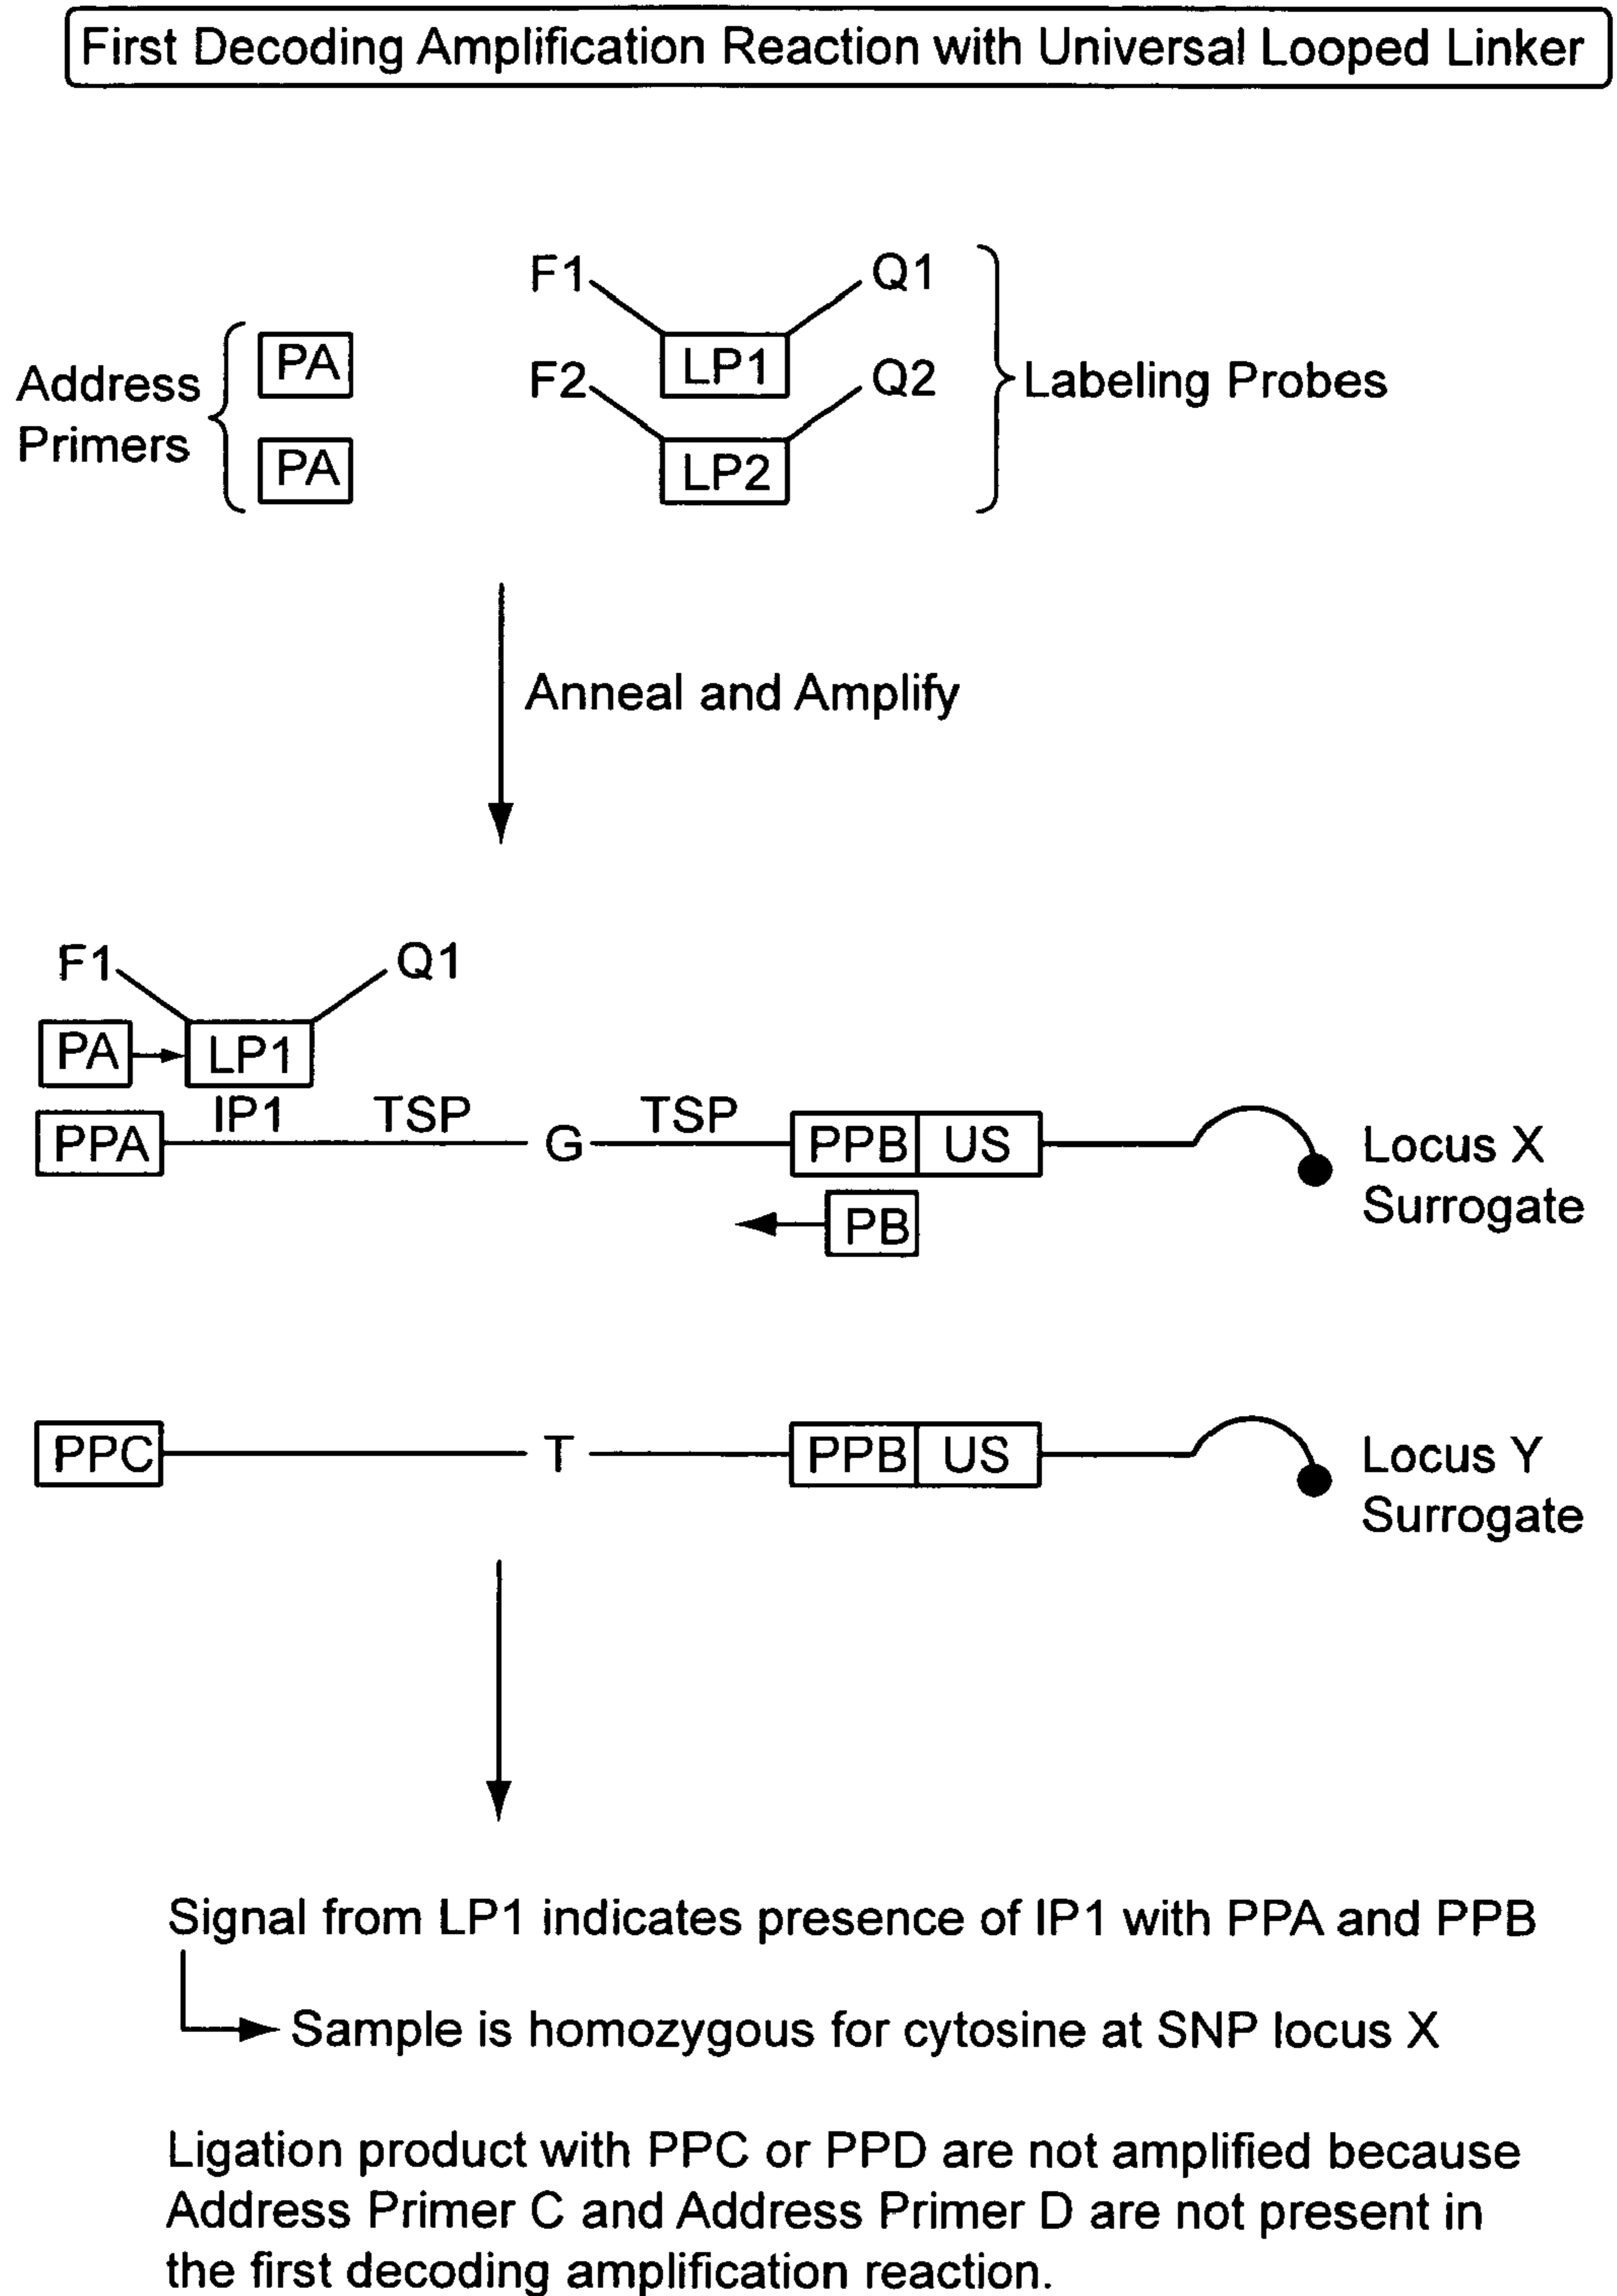 First Decoding Amplification Reaction with Universal Looped Linker
Address
Primers
PA
PA
F1
Q1
LP1
F2
Q2
LP2
Labeling Probes
Anneal and Amplify
F1
Q1
PA
LP1
IP1
TSP
TSP
PPA
G
PPB
US
Locus X
Surrogate
PB
PPC
T
PPB
US
Locus Y
Surrogate
Signal from LP1 indicates presence of IP1 with PPA and PPB
Sample is homozygous for cytosine at SNP locus X
Ligation product with PPC or PPD are not amplified because
Address Primer C and Address Primer D are not present in
the first decoding amplification reaction.